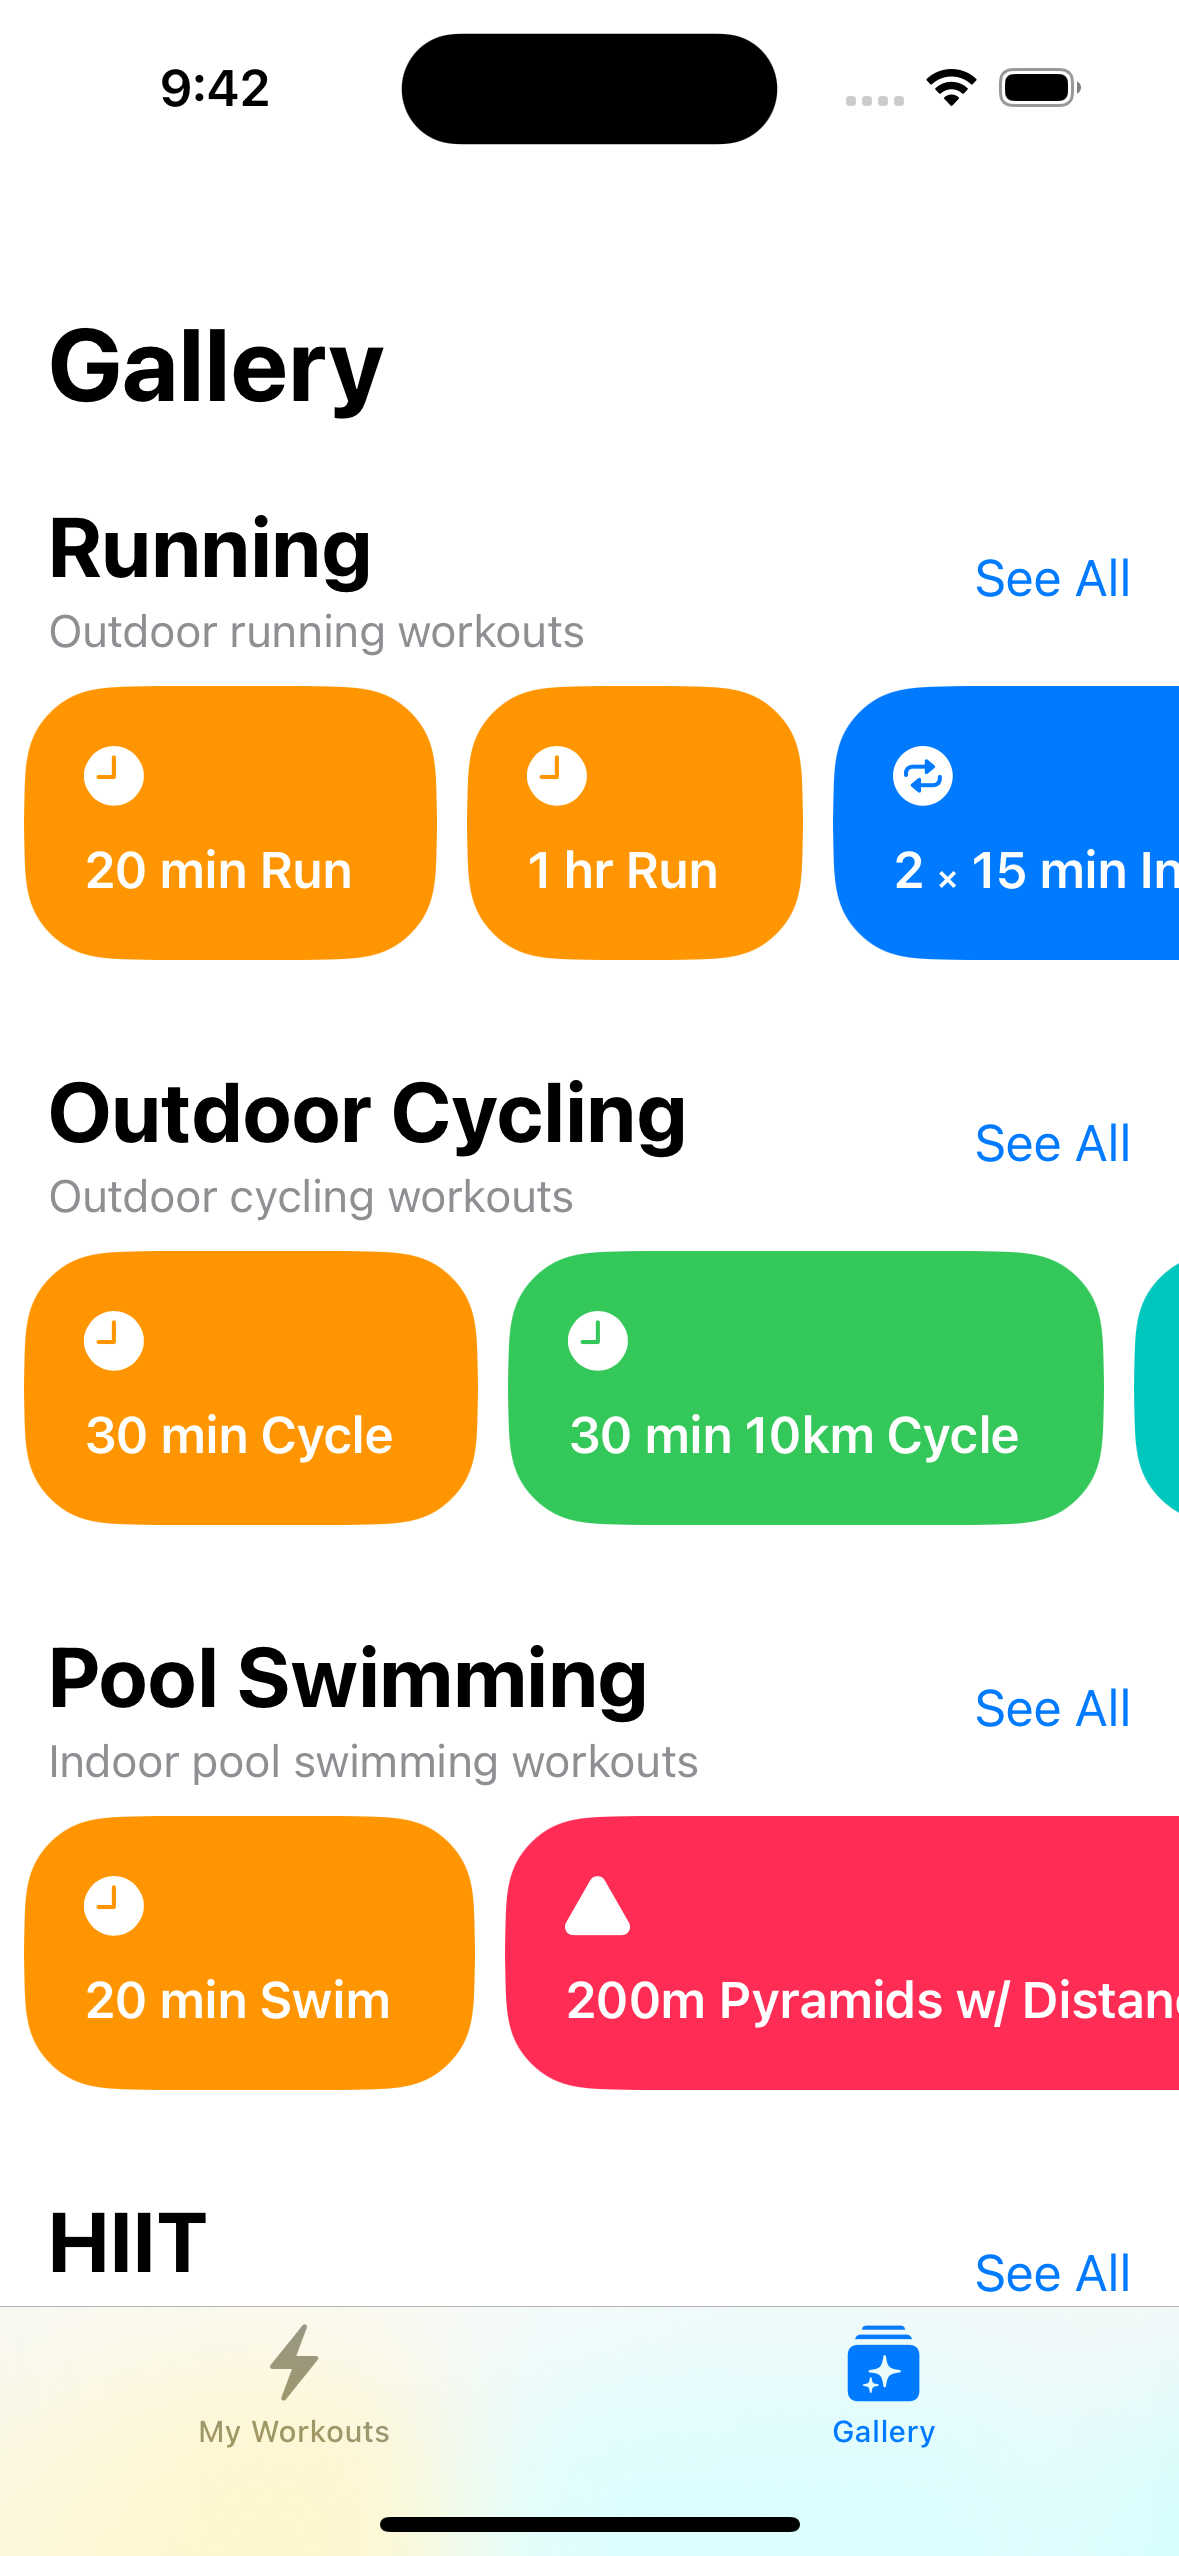 9:42
Gallery
Running
See All
Outdoor running workouts
20 min Run
1 hr Run
2 × 15 min In
Outdoor Cycling
See All
Outdoor cycling workouts
30 min Cycle
30 min 10km Cycle
Pool Swimming
See All
Indoor pool swimming workouts
20 min Swim
200m Pyramids w/ Distan
HIIT
See All
My Workouts
Gallery